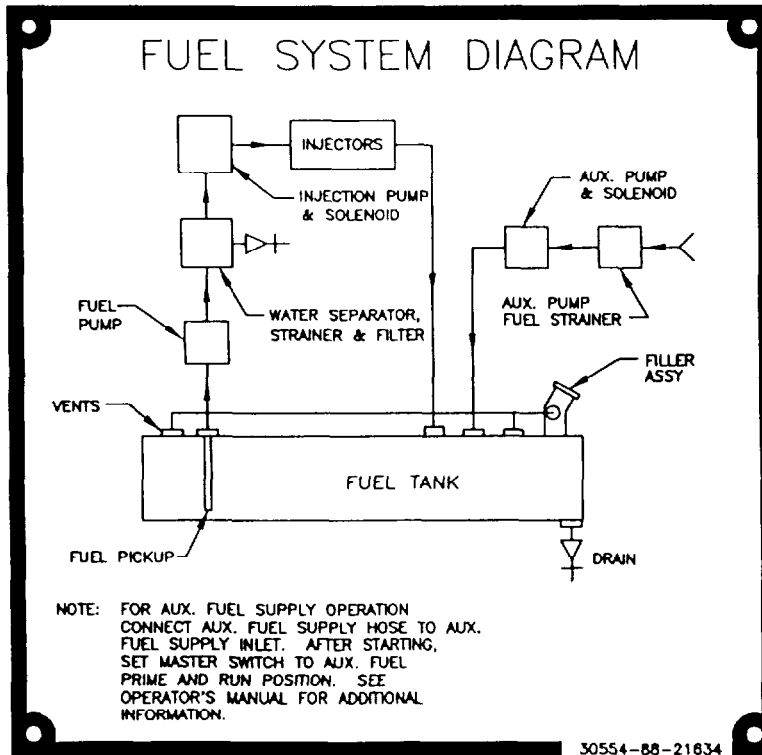 FUEL SYSTEM DIAGRAM
INJECTORS
INJECTION PUMP
& SOLENOID
AUX. PUMP
& SOLENOID
WATER SEPARATOR,
STRAINER & FILTER
AUX. PUMP
FUEL STRAINER
FUEL
PUMP
FILLER
ASSY
VENTS
FUEL TANK
FUEL PICKUP
DRAIN
NOTE: FOR AUX. FUEL SUPPLY OPERATION
CONNECT AUX. FUEL SUPPLY HOSE TO AUX.
FUEL SUPPLY INLET. AFTER STARTING,
SET MASTER SWITCH TO AUX. FUEL
PRIME AND RUN POSITION. SEE
OPERATOR'S MANUAL FOR ADDITIONAL
INFORMATION.
30554-88-21634